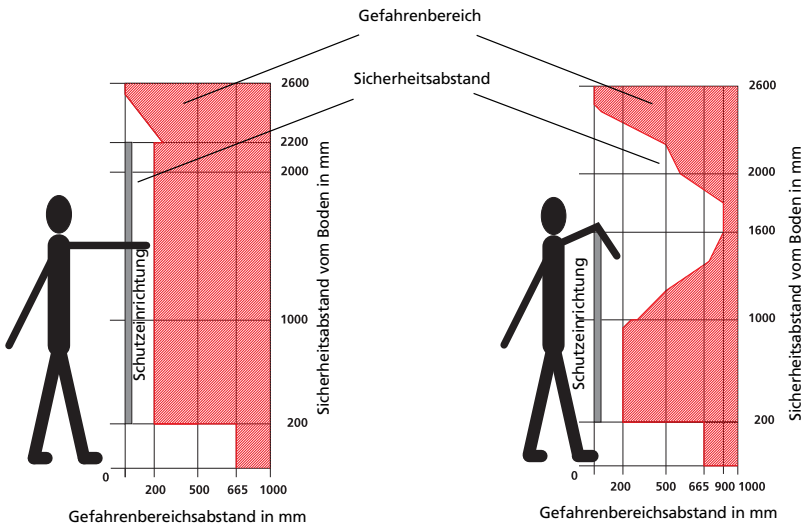 Gefahrenbereich
Sicherheitsabstand
2600
2200
2000
1000
200
0
200 500 665 1000
Gefahrenbereichsabstand in mm
Sicherheitsabstand vom Boden in mm
Schutzeinrichtung
2600
2000
1600
1000
200
0
200 500 665 900 1000
Gefahrenbereichsabstand in mm
Sicherheitsabstand vom Boden in mm
Schutzeinrichtung